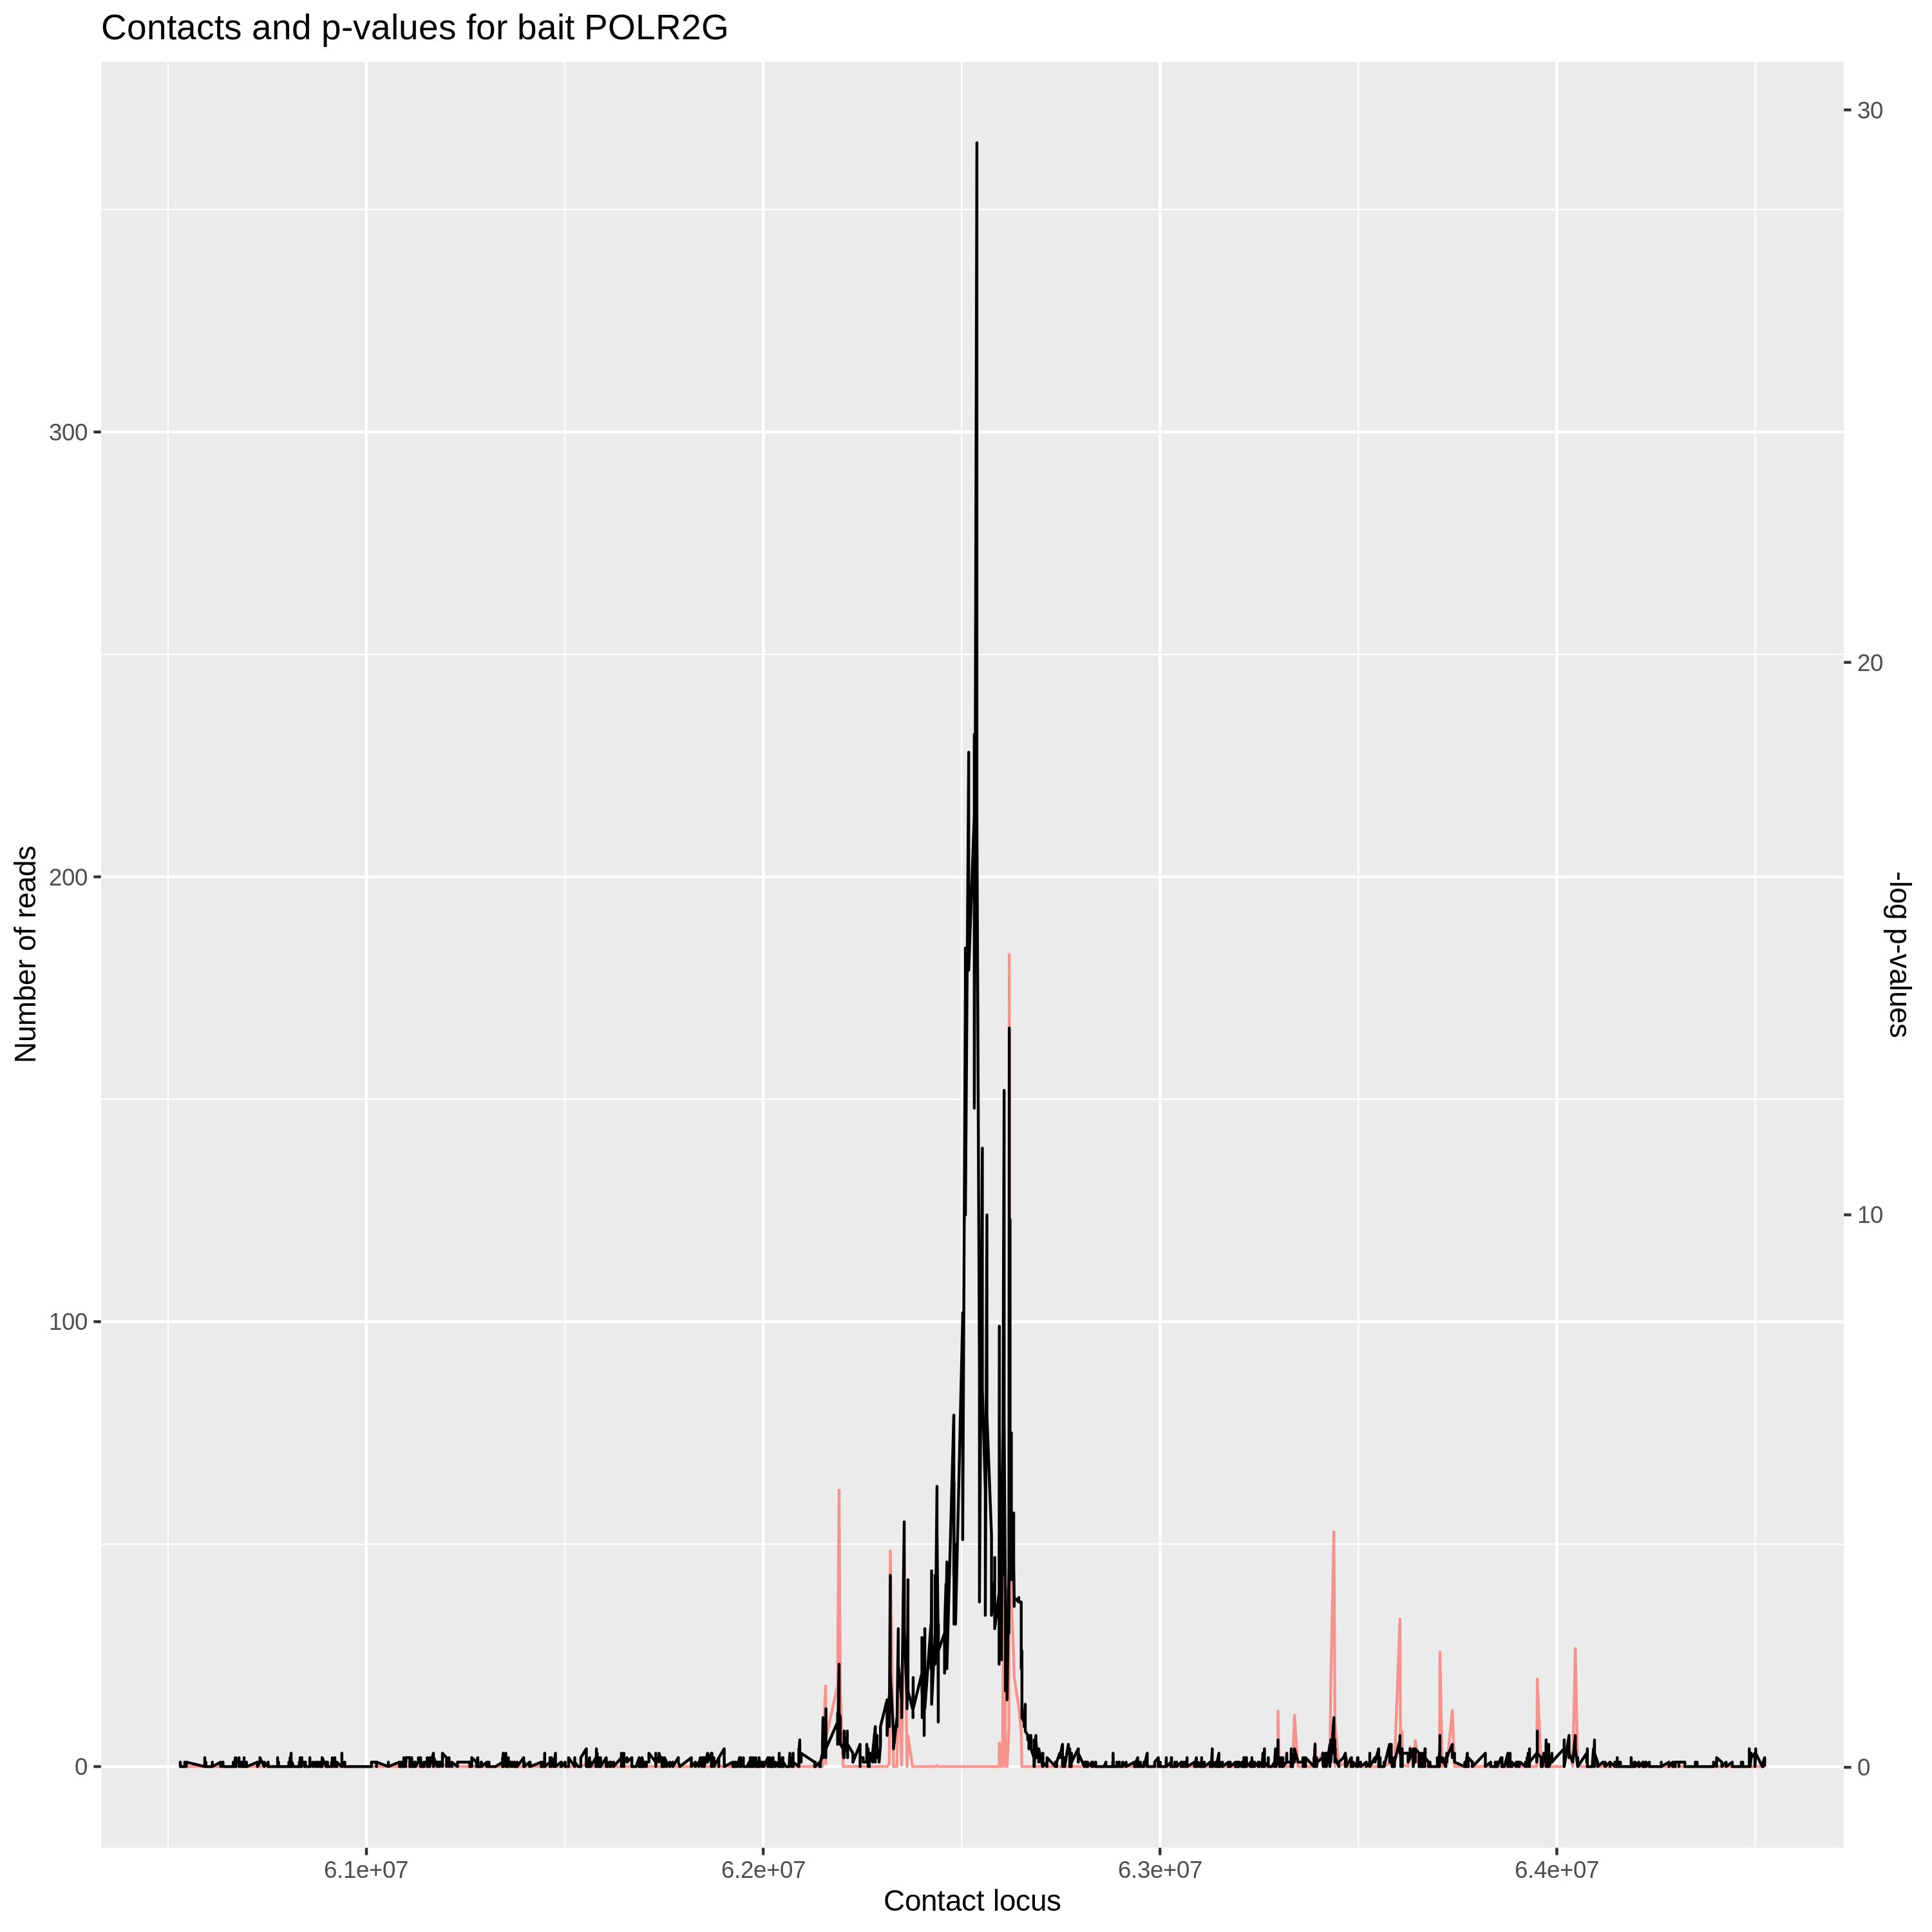 Contacts and p-values for bait POLR2G
Number of reads
300
200
100
0
30
20
10
0
-log p-values
6.1e+07
6.2e+07
6.3e+07
6.4e+07
Contact locus